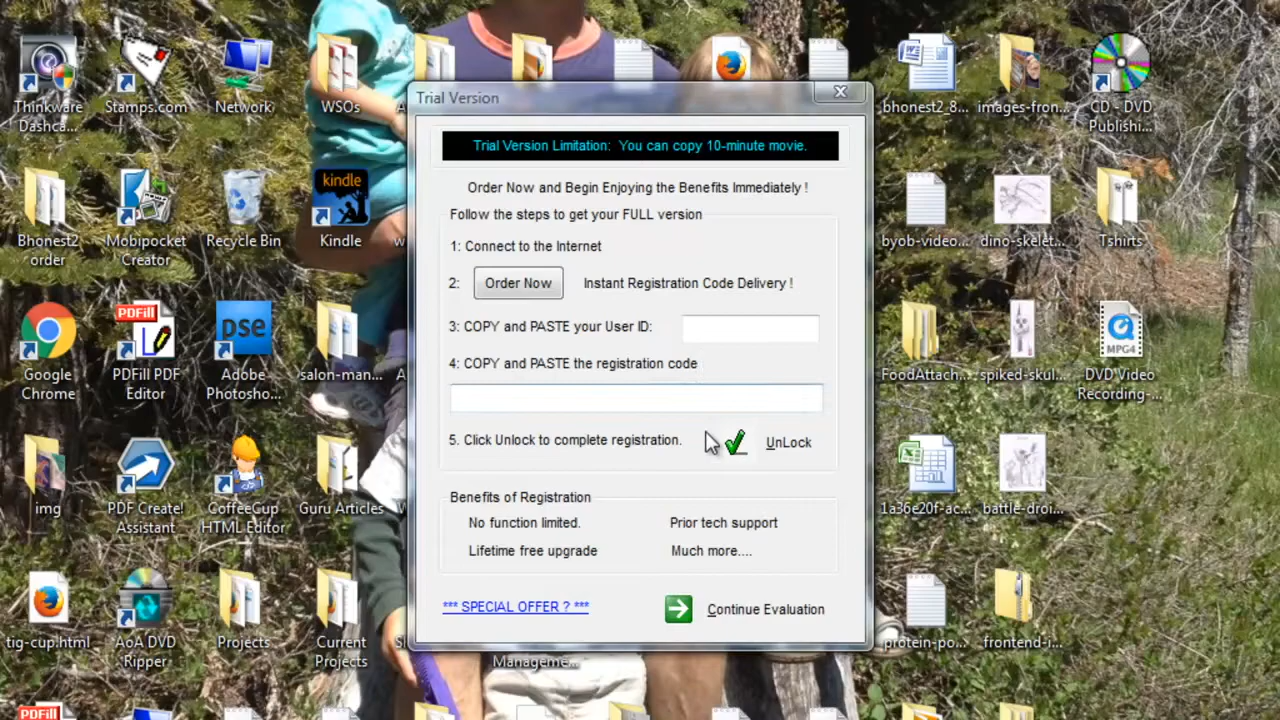 Thinkware
Dashca...
Stamps.com
Network
WSOs
bhonest2_8...
images-fron...
CD - DVD
Publishi...
Trial Version
Trial Version Limitation: You can copy 10-minute movie.
Order Now and Begin Enjoying the Benefits Immediately !
Follow the steps to get your FULL version
1: Connect to the Internet
2:
Order Now
Instant Registration Code Delivery !
3: COPY and PASTE your User ID:
4: COPY and PASTE the registration code
5. Click Unlock to complete registration.
UnLock
Benefits of Registration
No function limited.
Prior tech support
Lifetime free upgrade
Much more....
*** SPECIAL OFFER ? ***
Continue Evaluation
Bhonest2
order
Mobipocket
Creator
Recycle Bin
kindle
Kindle
byob-video...
dino-skelet...
Tshirts
Google
Chrome
PDFill
PDFill PDF
Editor
pse
Adobe
Photosho...
salon-man...
FoodAttach...
spiked-skul...
MPG4
DVD Video
Recording-...
img
PDF Create!
Assistant
CoffeeCup
HTML Editor
Guru Articles
1a36e20f-ac...
battle-droi...
tig-cup.html
AoA DVD
Ripper
Projects
Current
Projects
Manageme...
protein-po...
frontend-i...
PDFill